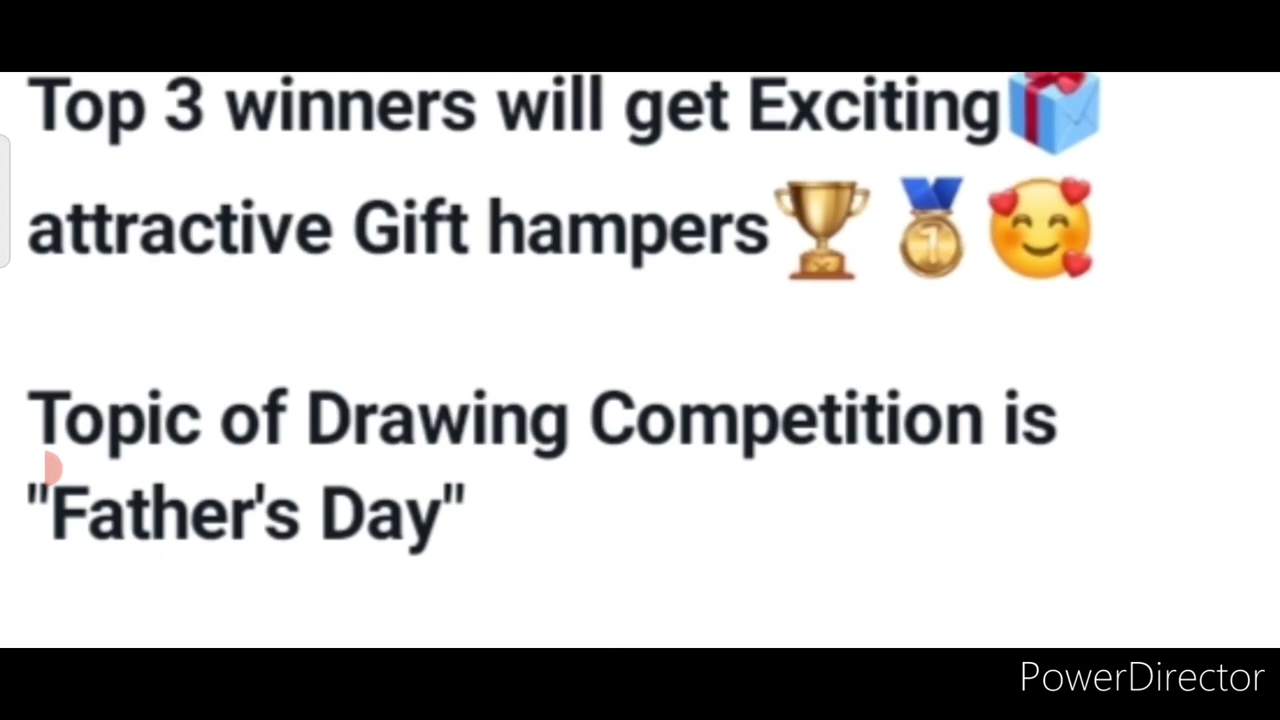 Top 3 winners will get Exciting🎁
attractive Gift hampers🏆🥇🥰
Topic of Drawing Competition is
"Father's Day"
PowerDirector